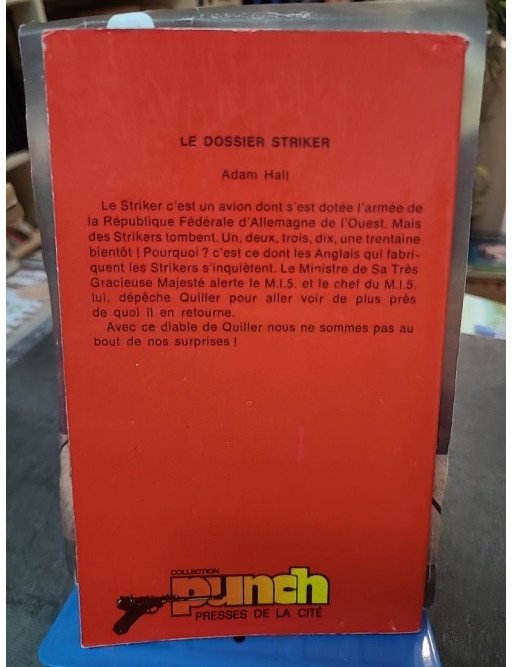 LE DOSSIER STRIKER
Adam Hall
Le Striker c'est un avion dont s'est dotée l'armée de
la République Fédérale d'Allemagne de l'Ouest. Mais
des Strikers tombent. Un, deux, trois, dix, une trentaine
bientôt ! Pourquoi ? c'est ce dont les Anglais qui fabri-
quent les Strikers s'inquiètent. Le Ministre de Sa Très
Gracieuse Majesté alerte le M.I.5. et le chef du M.I.5.
lui, dépêche Quiller pour aller voir de plus près
de quoi il en retourne.
Avec ce diable de Quiller nous ne sommes pas au
bout de nos surprises !
COLLECTION
punch
PRESSES DE LA CITÉ